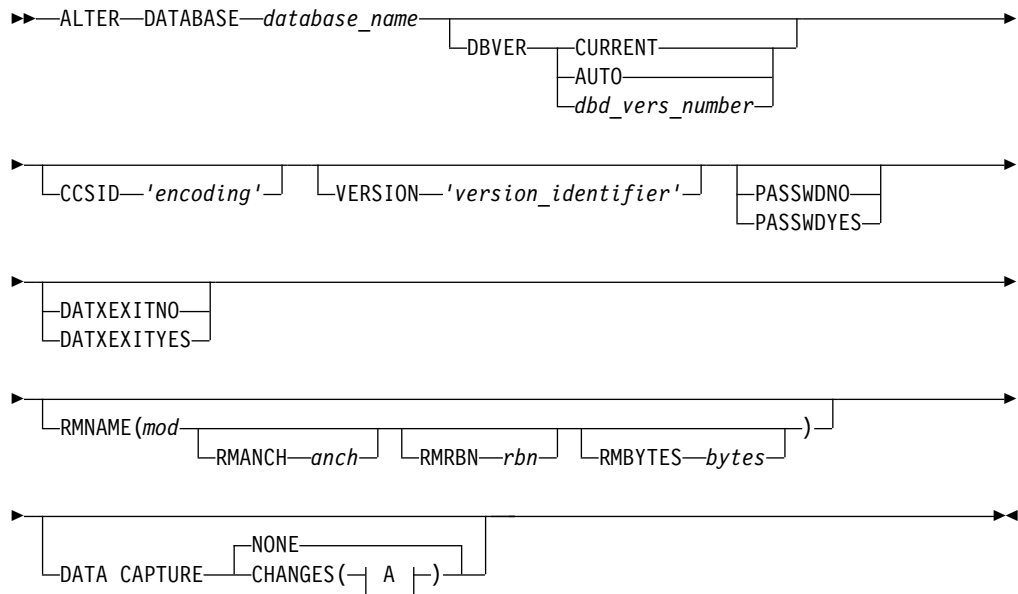 ALTER DATABASE database_name
DBVER CURRENT
AUTO
dbd_vers_number
CCSID 'encoding' VERSION 'version_identifier' PASSWDNO
PASSWDYES
DATXEXITNO
DATXEXITYES
RMNAME(mod )
RMANCH anch RMRBN rbn RMBYTES bytes
NONE
DATA CAPTURE CHANGES( A )